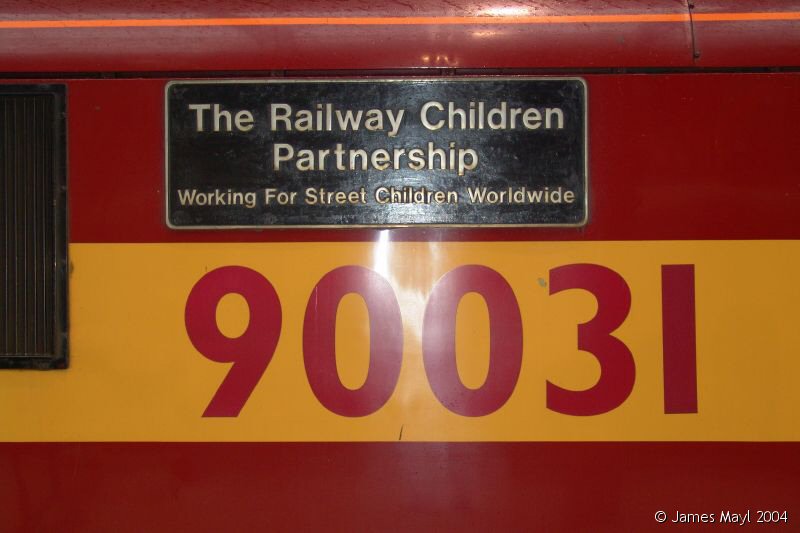 The Railway Children
Partnership
Working For Street Children Worldwide
90031
© James Mayl 2004